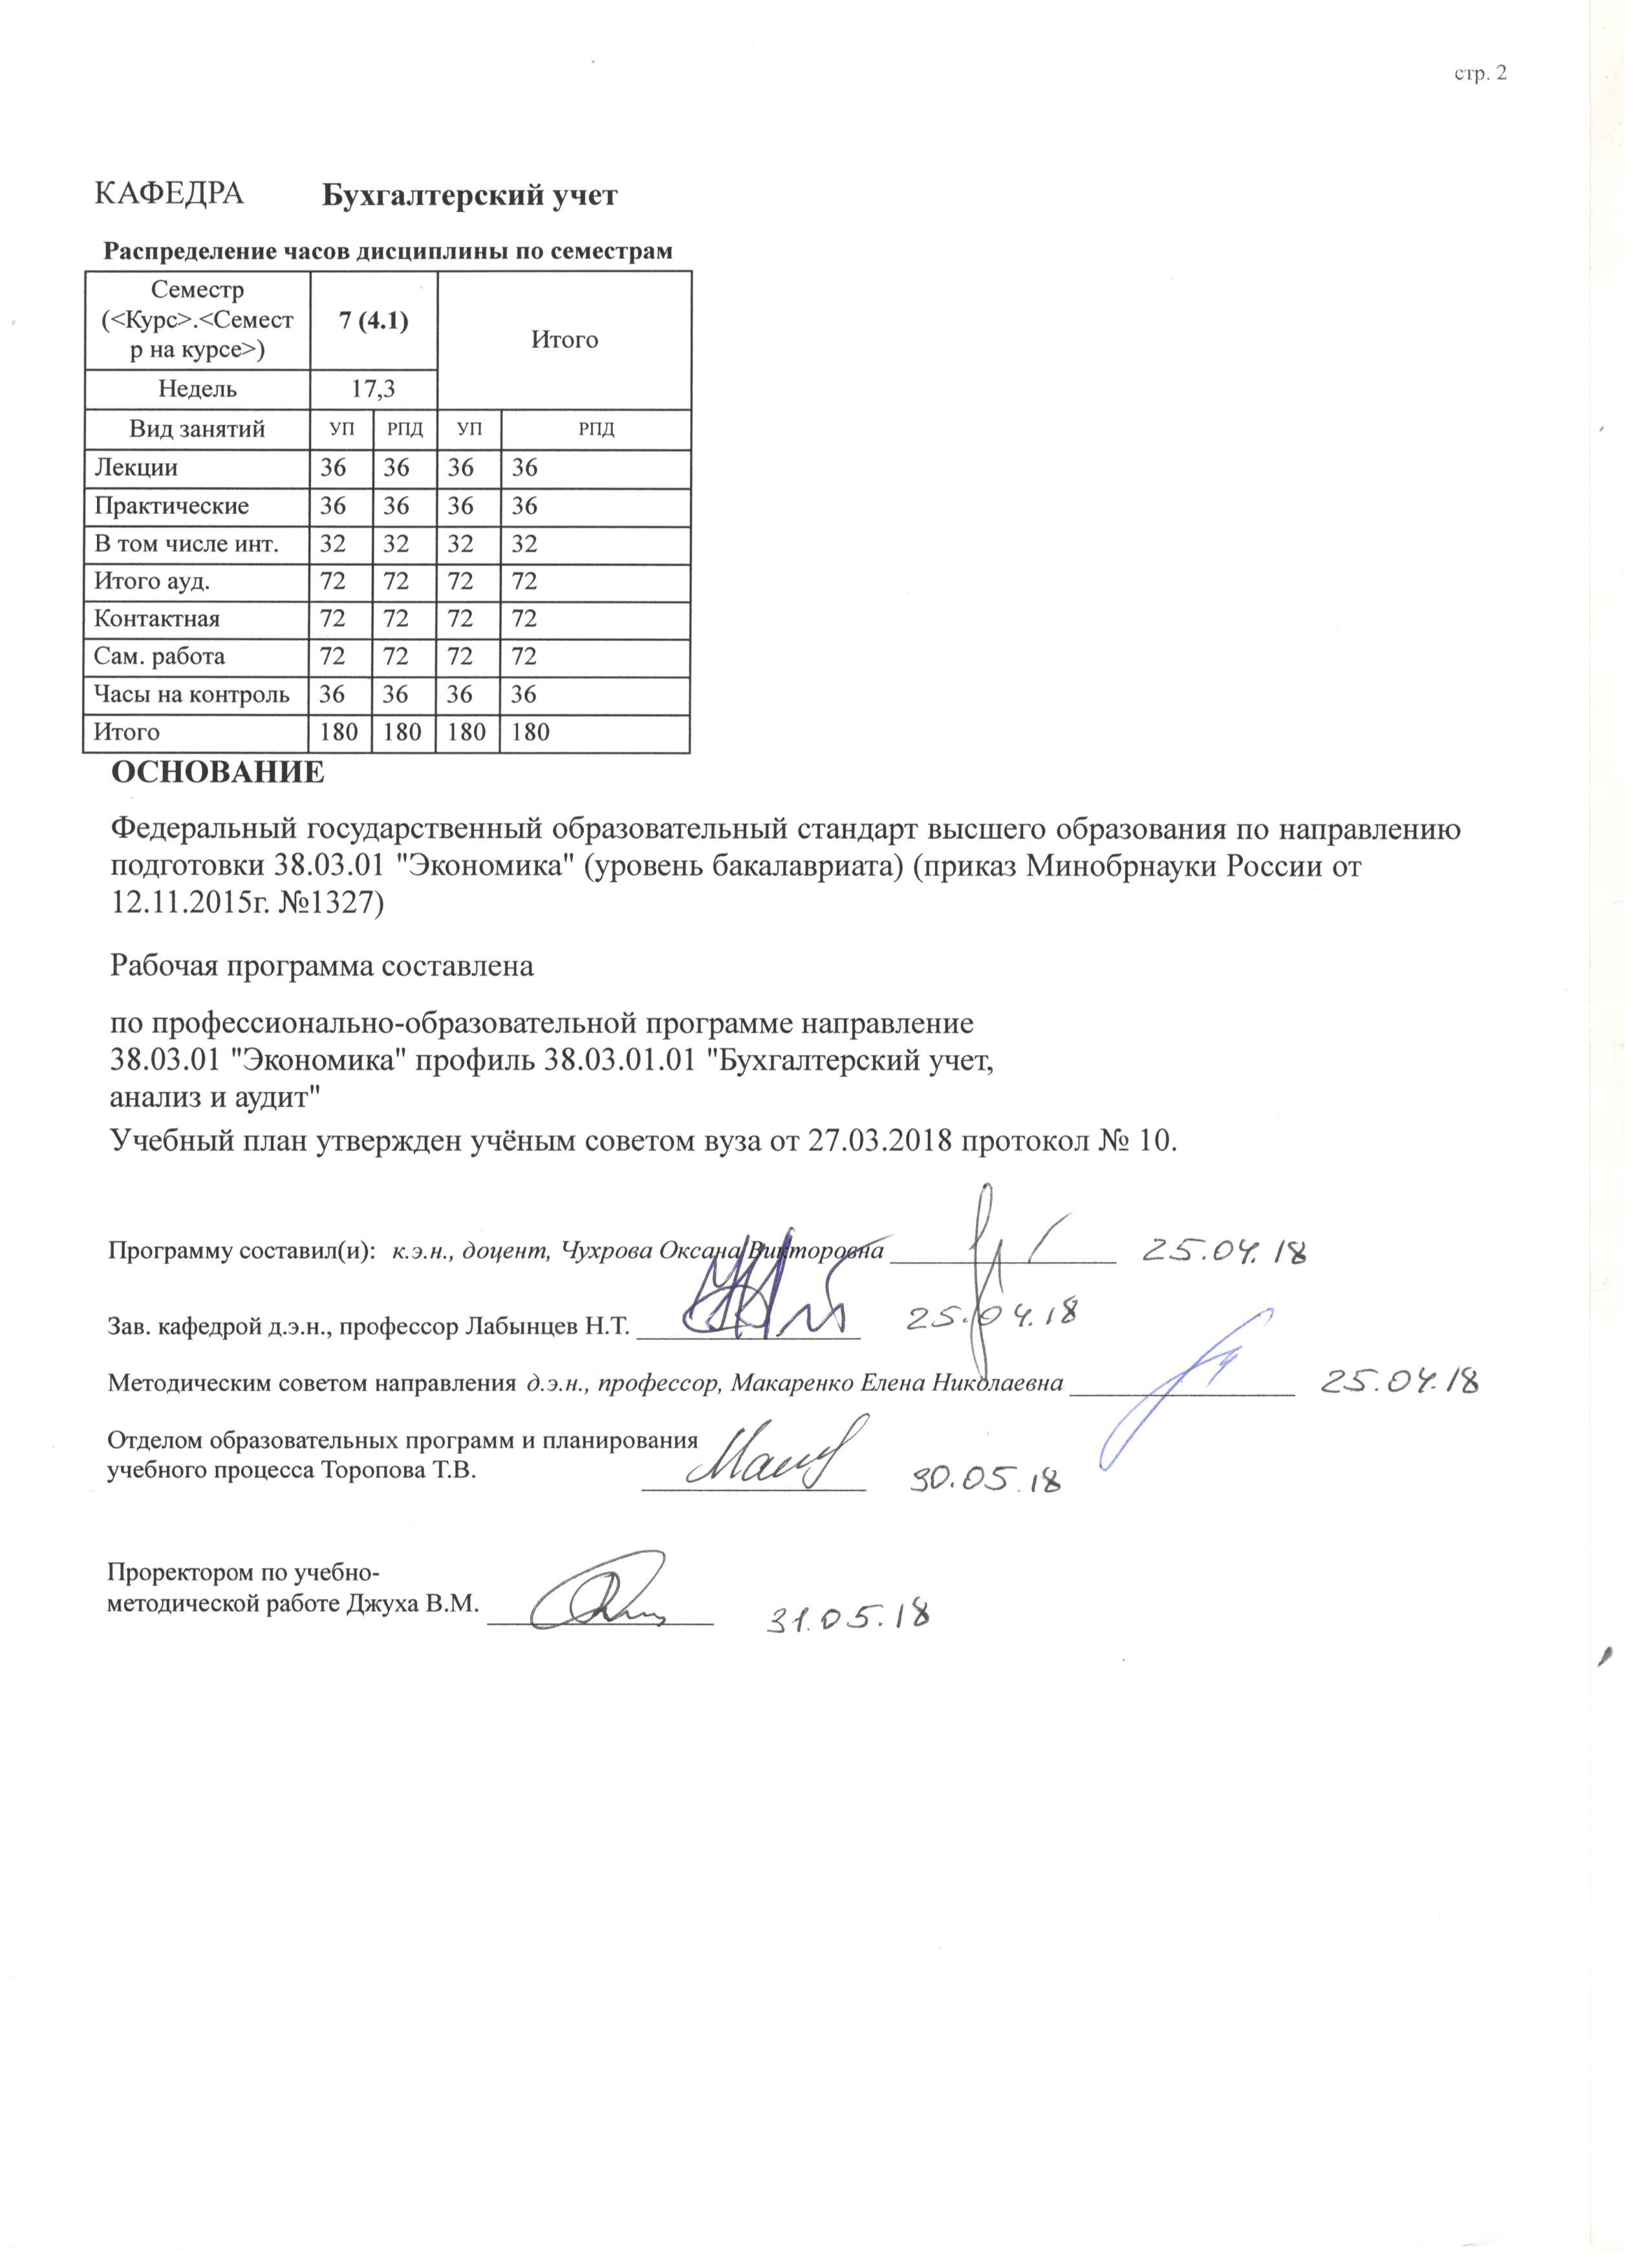 стр. 2
КАФЕДРА Бухгалтерский учет
Распределение часов дисциплины по семестрам
Семестр
(<Курс>.<Семест
р на курсе>) 7 (4.1) Итого
Недель 17,3
Вид занятий УП РПД УП РПД
Лекции 36 36 36 36
Практические 36 36 36 36
В том числе инт. 32 32 32 32
Итого ауд. 72 72 72 72
Контактная 72 72 72 72
Сам. работа 72 72 72 72
Часы на контроль 36 36 36 36
Итого 180 180 180 180
ОСНОВАНИЕ
Федеральный государственный образовательный стандарт высшего образования по направлению
подготовки 38.03.01 "Экономика" (уровень бакалавриата) (приказ Минобрнауки России от
12.11.2015г. №1327)
Рабочая программа составлена
по профессионально-образовательной программе направление
38.03.01 "Экономика" профиль 38.03.01.01 "Бухгалтерский учет,
анализ и аудит"
Учебный план утвержден учёным советом вуза от 27.03.2018 протокол № 10.
Программу составил(и): к.э.н., доцент, Чухрова Оксана Викторовна 25.04.18
Зав. кафедрой д.э.н., профессор Лабынцев Н.Т. 25.04.18
Методическим советом направления д.э.н., профессор, Макаренко Елена Николаевна 25.04.18
Отделом образовательных программ и планирования
учебного процесса Торопова Т.В. 30.05.18
Проректором по учебно-
методической работе Джуха В.М. 31.05.18